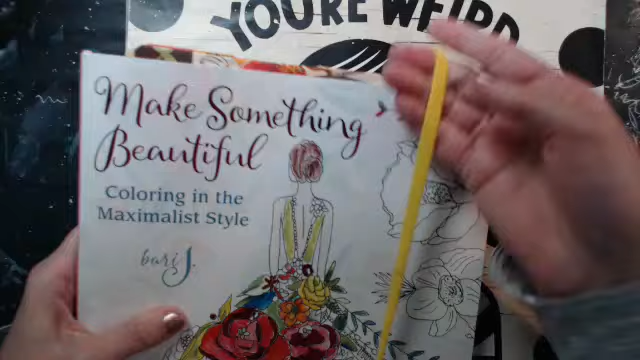 YOU'RE WEIRD
Make Something
Beautiful
Coloring in the
Maximalist Style
bari J.